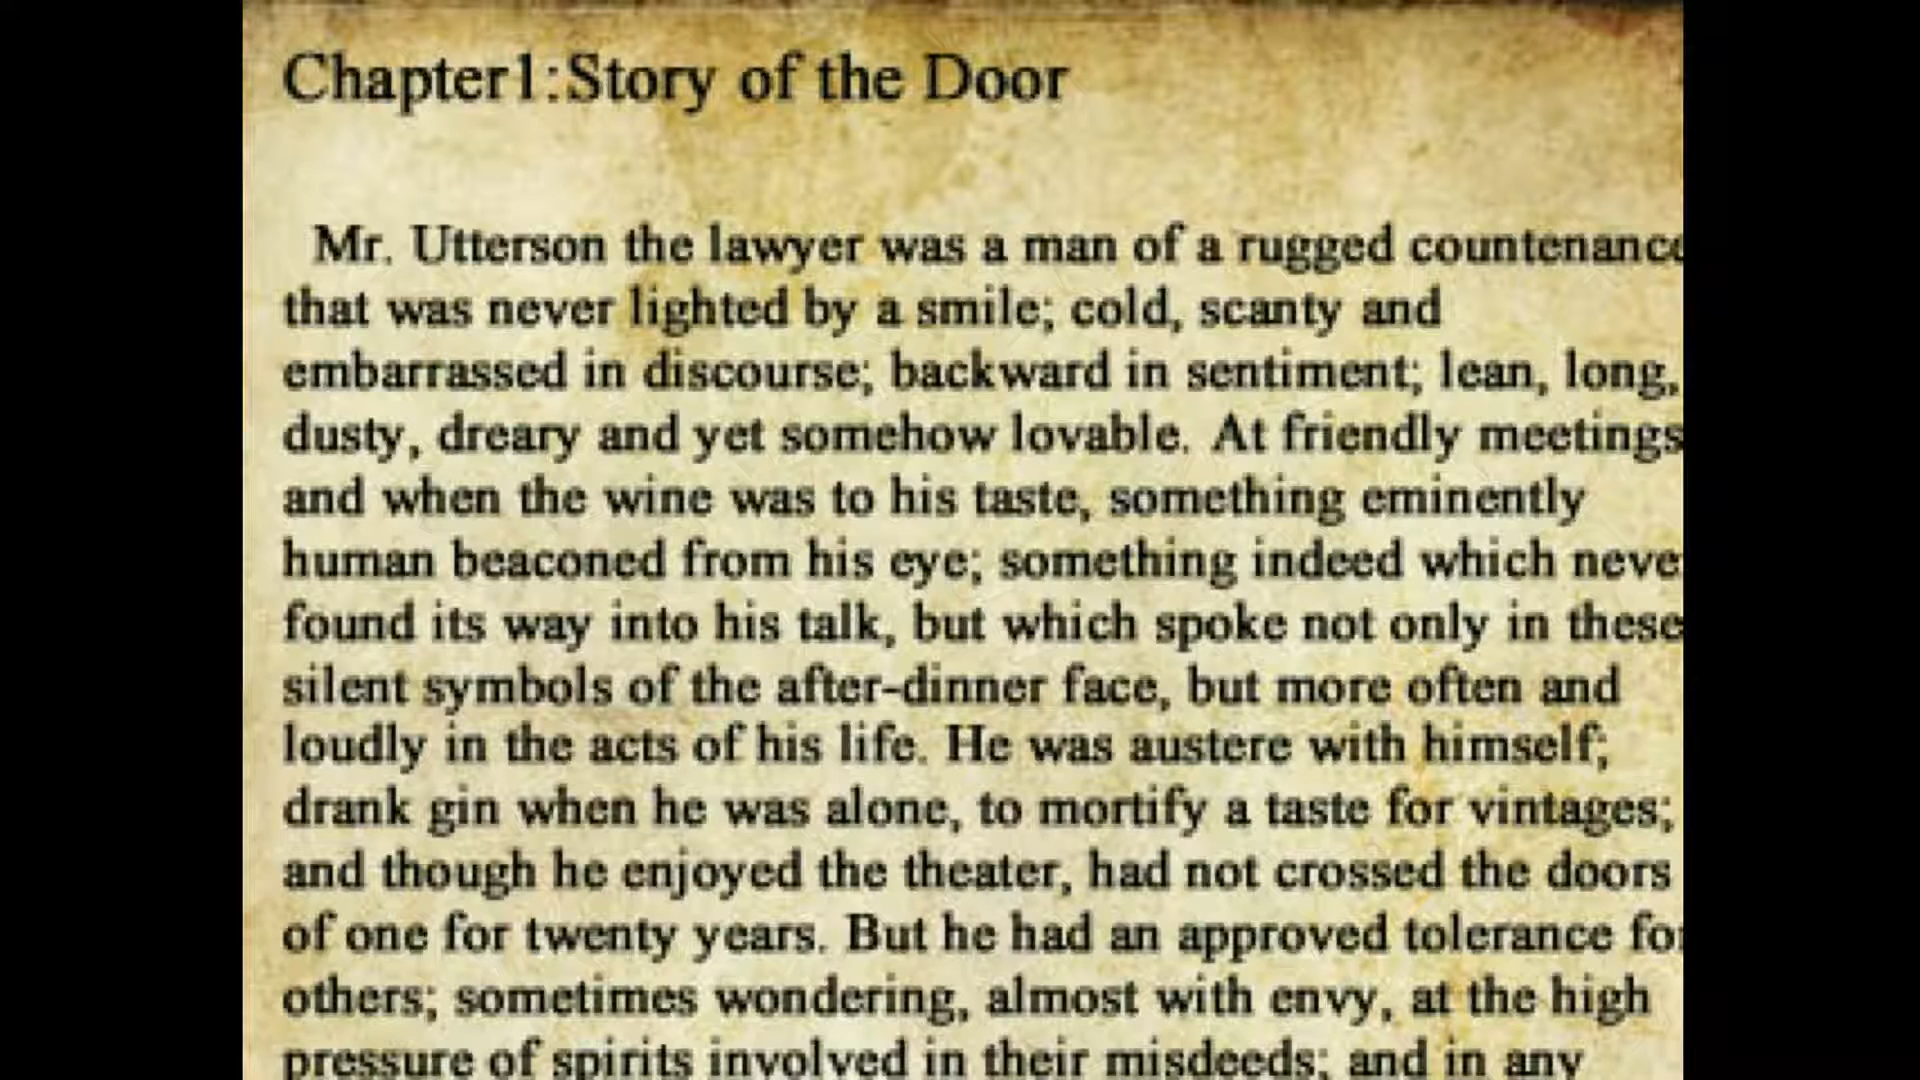 Chapter1:Story of the Door
Mr. Utterson the lawyer was a man of a rugged countenance
that was never lighted by a smile; cold, scanty and
embarrassed in discourse; backward in sentiment; lean, long,
dusty, dreary and yet somehow lovable. At friendly meetings
and when the wine was to his taste, something eminently
human beaconed from his eye; something indeed which neve
found its way into his talk, but which spoke not only in these
silent symbols of the after-dinner face, but more often and
loudly in the acts of his life. He was austere with himself;
drank gin when he was alone, to mortify a taste for vintages;
and though he enjoyed the theater, had not crossed the doors
of one for twenty years. But he had an approved tolerance for
others; sometimes wondering, almost with envy, at the high
pressure of spirits involved in their misdeeds; and in any